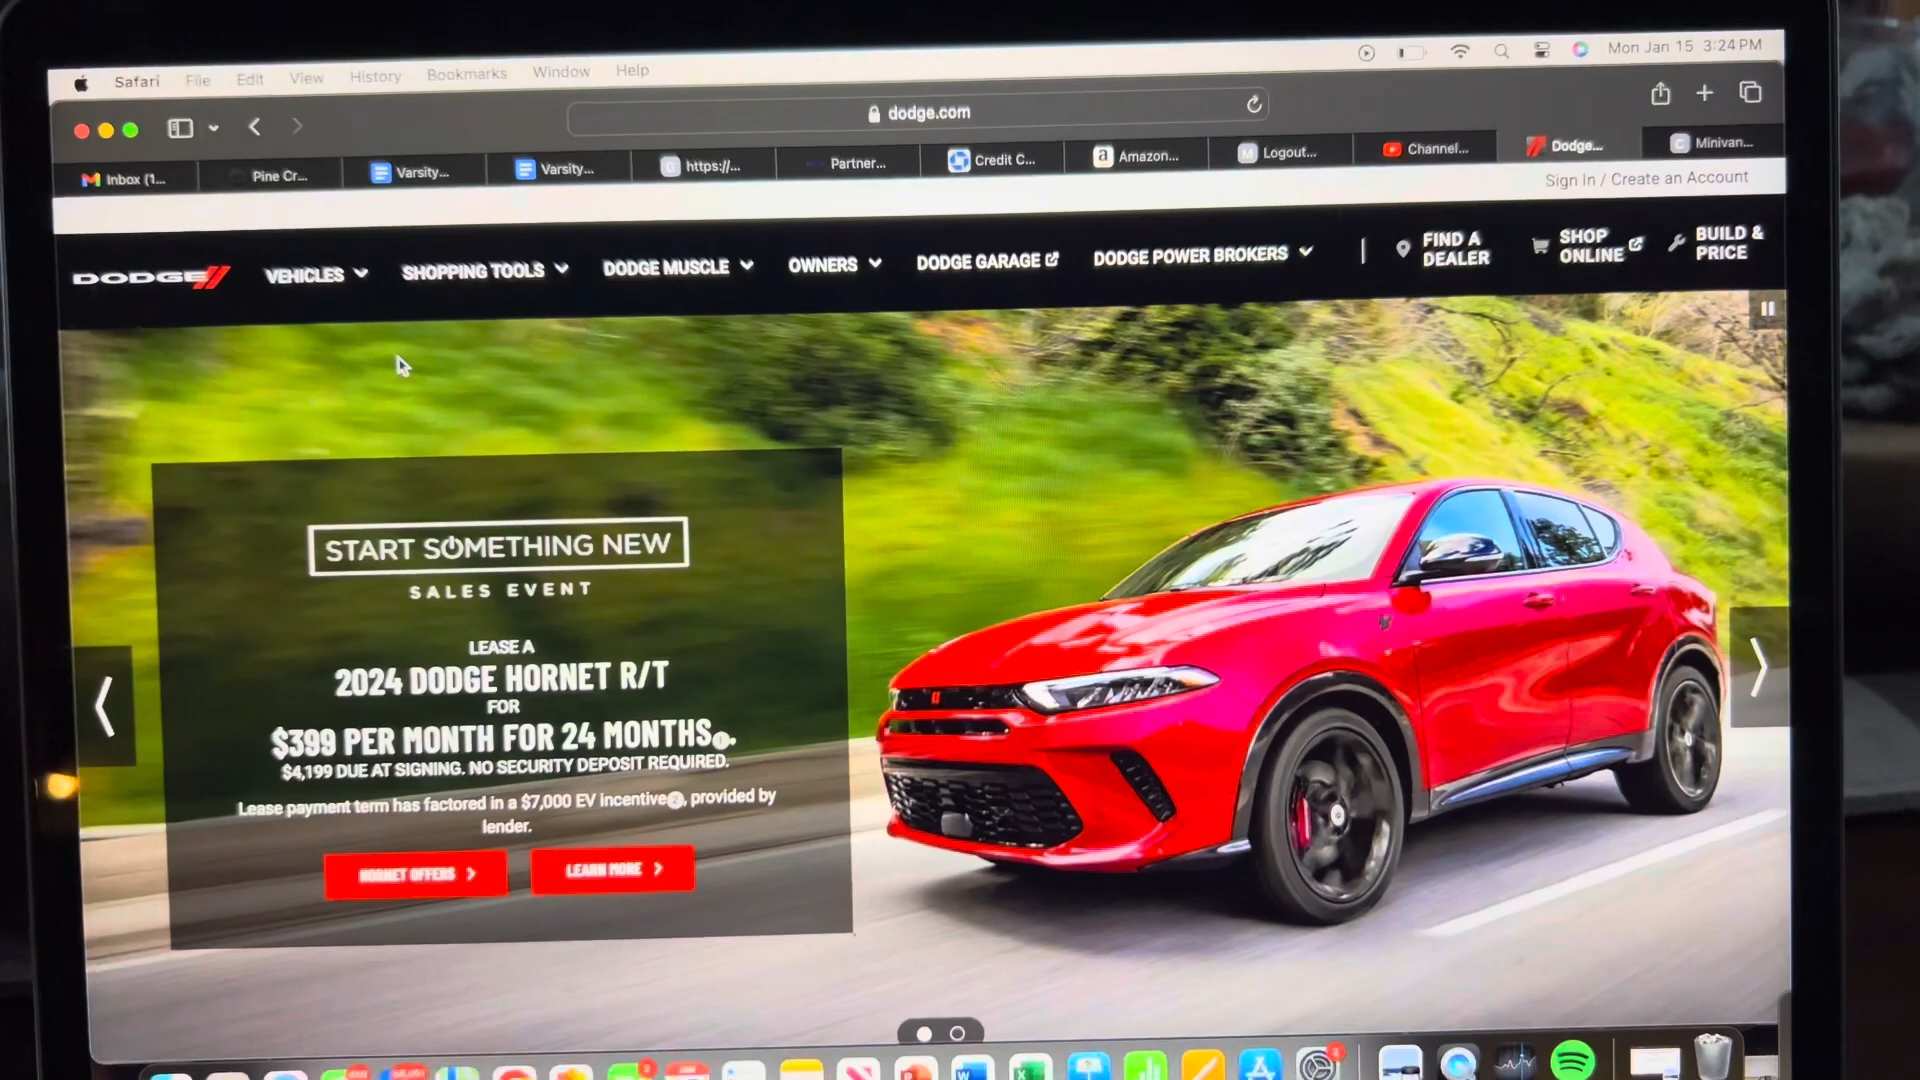 Safari File Edit View History Bookmarks Window Help Mon Jan 15 3:24 PM
dodge.com
Inbox (1... Pine Cr... Varsity... Varsity... https://... Partner... Credit C... Amazon... Logout... Channel... Dodge... Minivan...
Sign In / Create an Account
DODGE VEHICLES SHOPPING TOOLS DODGE MUSCLE OWNERS DODGE GARAGE DODGE POWER BROKERS FIND A DEALER SHOP ONLINE BUILD & PRICE
START SOMETHING NEW
SALES EVENT
LEASE A
2024 DODGE HORNET R/T
FOR
$399 PER MONTH FOR 24 MONTHS
$4,199 DUE AT SIGNING. NO SECURITY DEPOSIT REQUIRED.
Lease payment term has factored in a $7,000 EV incentive, provided by
lender.
HORNET OFFERS LEARN MORE